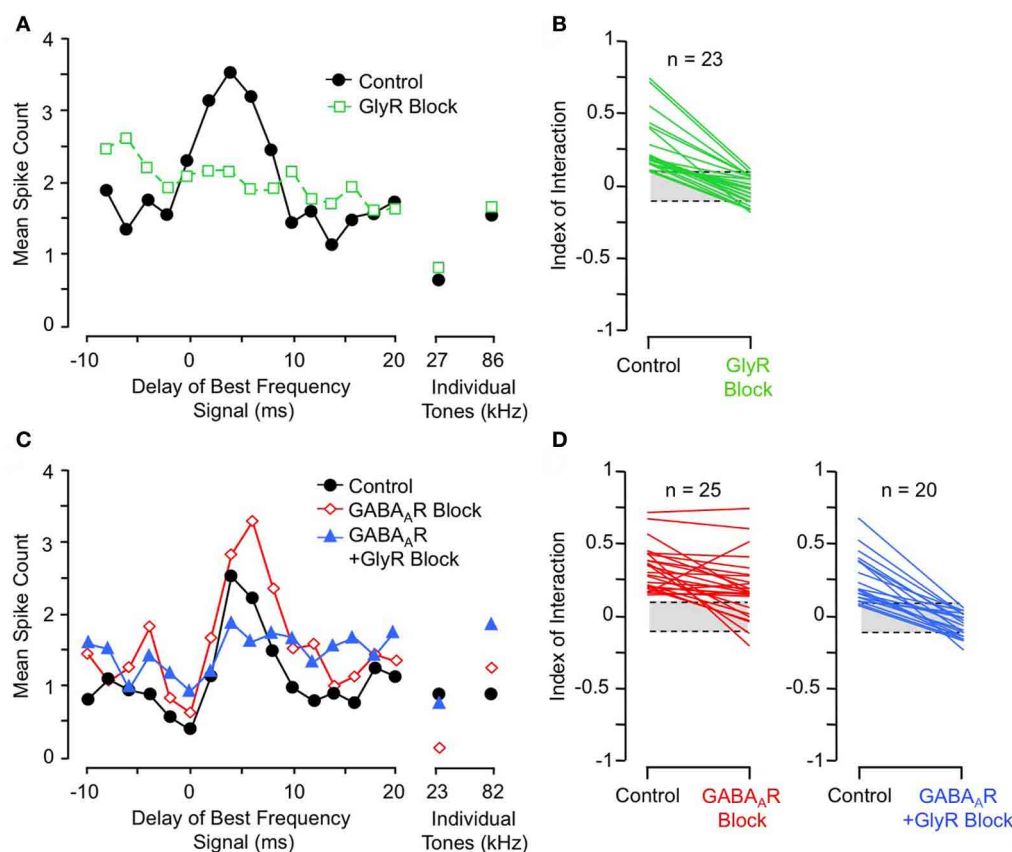 A
4
3
2
1
0
Mean Spike Count
Control
GlyR Block
-10
0
10
20
27
86
Delay of Best Frequency
Signal (ms)
Individual
Tones (kHz)
B
1
0.5
0
-0.5
-1
Index of Interaction
n = 23
Control
GlyR
Block
C
4
3
2
1
0
Mean Spike Count
Control
GABA_AR Block
GABA_AR
+GlyR Block
-10
0
10
20
23
82
Delay of Best Frequency
Signal (ms)
Individual
Tones (kHz)
D
1
0.5
0
-0.5
-1
Index of Interaction
n = 25
Control
GABA_AR
Block
1
0.5
0
-0.5
-1
n = 20
Control
GABA_AR
+GlyR Block